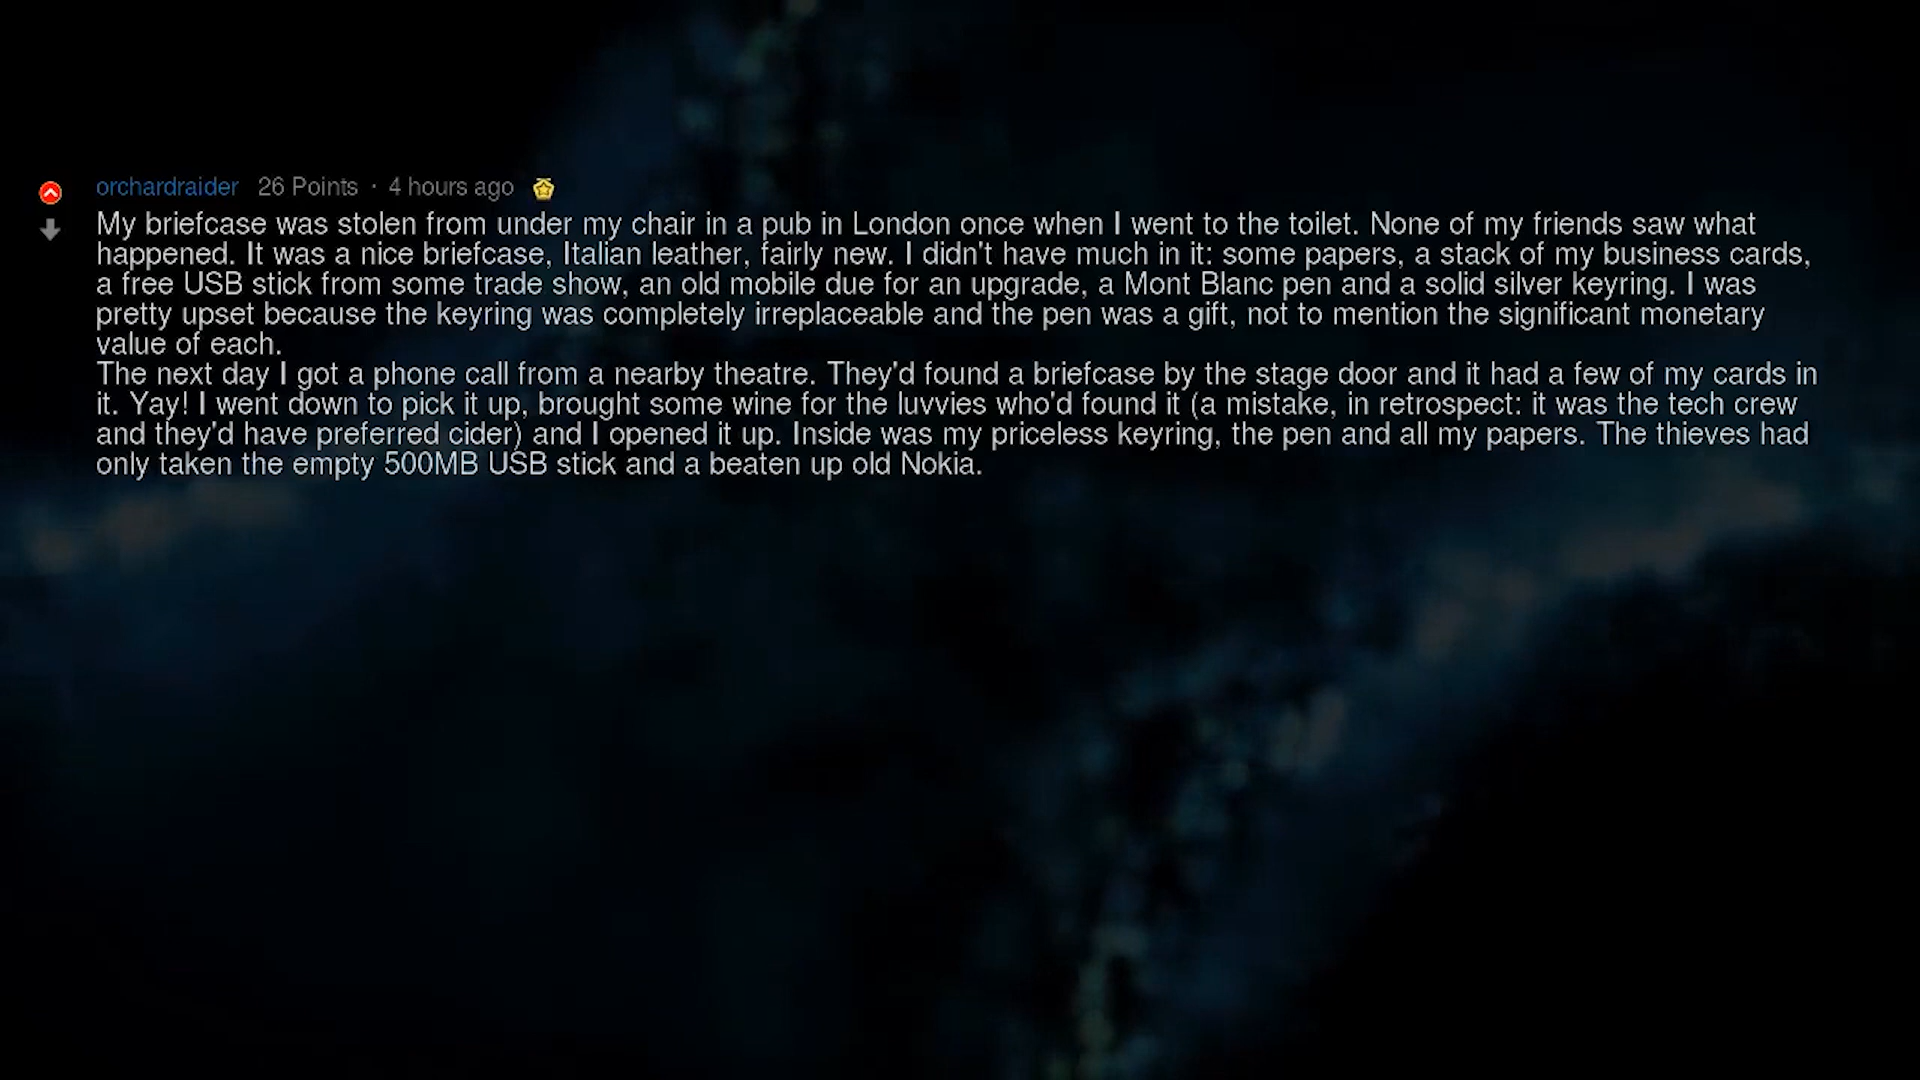 orchardraider 26 Points · 4 hours ago
My briefcase was stolen from under my chair in a pub in London once when I went to the toilet. None of my friends saw what
happened. It was a nice briefcase, Italian leather, fairly new. I didn't have much in it: some papers, a stack of my business cards,
a free USB stick from some trade show, an old mobile due for an upgrade, a Mont Blanc pen and a solid silver keyring. I was
pretty upset because the keyring was completely irreplaceable and the pen was a gift, not to mention the significant monetary
value of each.
The next day I got a phone call from a nearby theatre. They'd found a briefcase by the stage door and it had a few of my cards in
it. Yay! I went down to pick it up, brought some wine for the luvvies who'd found it (a mistake, in retrospect: it was the tech crew
and they'd have preferred cider) and I opened it up. Inside was my priceless keyring, the pen and all my papers. The thieves had
only taken the empty 500MB USB stick and a beaten up old Nokia.